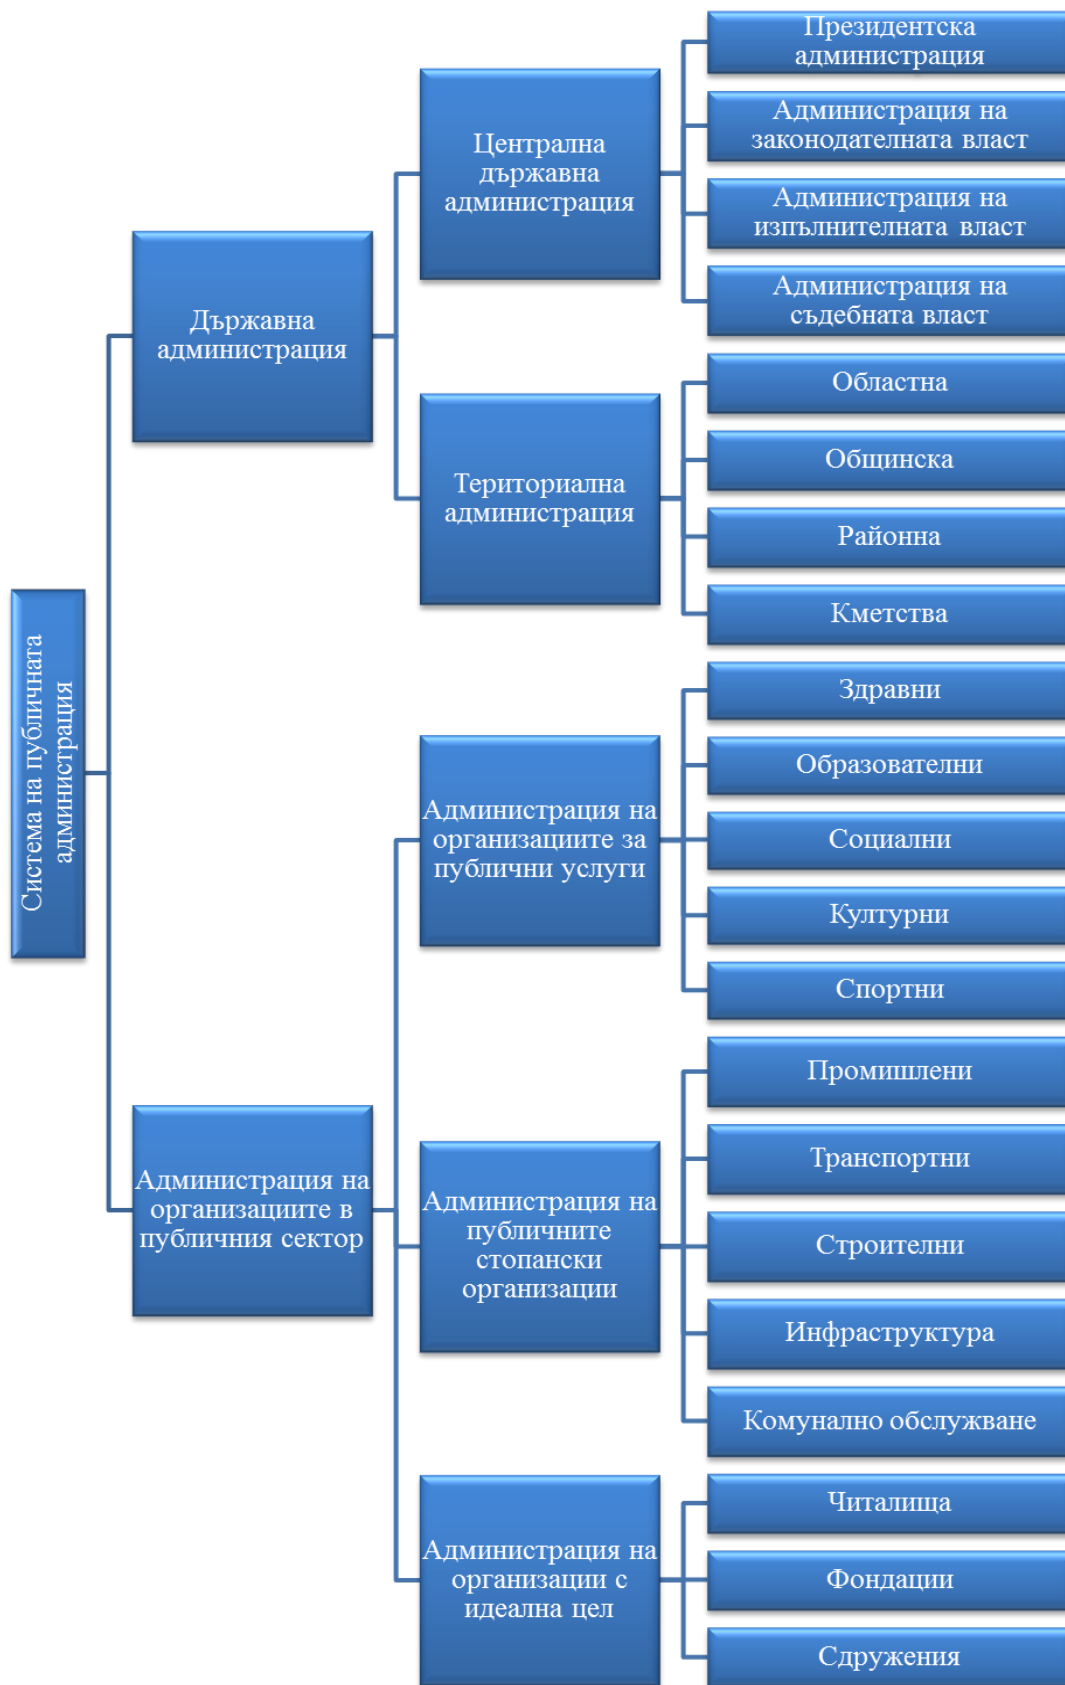 Система на публичната
администрация
Държавна
администрация
Централна
държавна
администрация
Президентска
администрация
Администрация на
законодателната власт
Администрация на
изпълнителната власт
Администрация на
съдебната власт
Териториална
администрация
Областна
Общинска
Районна
Кметства
Администрация на
организациите в
публичния сектор
Администрация на
организациите за
публични услуги
Здравни
Образователни
Социални
Културни
Спортни
Администрация на
публичните
стопански
организации
Промишлени
Транспортни
Строителни
Инфраструктура
Комунално обслужване
Администрация на
организации с
идеална цел
Читалища
Фондации
Сдружения